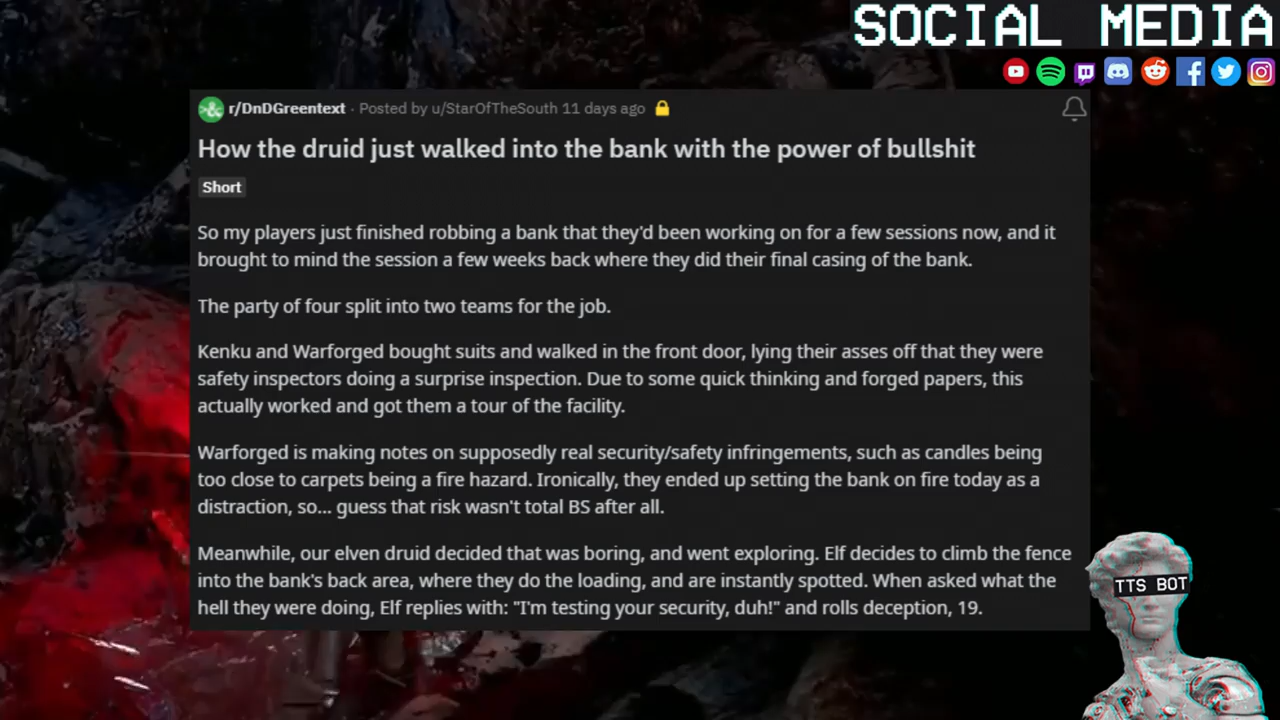 SOCIAL MEDIA
r/DnDGreentext · Posted by u/StarOfTheSouth 11 days ago
How the druid just walked into the bank with the power of bullshit
Short
So my players just finished robbing a bank that they'd been working on for a few sessions now, and it
brought to mind the session a few weeks back where they did their final casing of the bank.
The party of four split into two teams for the job.
Kenku and Warforged bought suits and walked in the front door, lying their asses off that they were
safety inspectors doing a surprise inspection. Due to some quick thinking and forged papers, this
actually worked and got them a tour of the facility.
Warforged is making notes on supposedly real security/safety infringements, such as candles being
too close to carpets being a fire hazard. Ironically, they ended up setting the bank on fire today as a
distraction, so... guess that risk wasn't total BS after all.
Meanwhile, our elven druid decided that was boring, and went exploring. Elf decides to climb the fence
into the bank's back area, where they do the loading, and are instantly spotted. When asked what the
hell they were doing, Elf replies with: "I'm testing your security, duh!" and rolls deception, 19.
TTS BOT